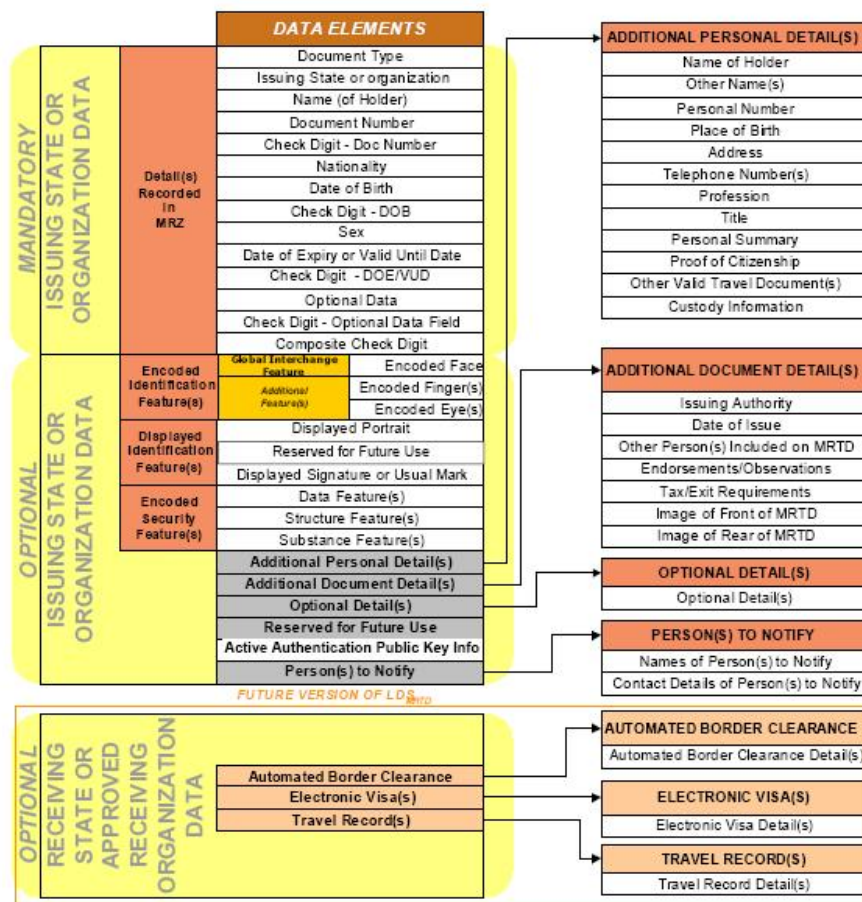 DATA ELEMENTS
MANDATORY
ISSUING STATE OR
ORGANIZATION DATA
Detail(s)
Recorded
in
MRZ
Document Type
Issuing State or organization
Name (of Holder)
Document Number
Check Digit - Doc Number
Nationality
Date of Birth
Check Digit - DOB
Sex
Date of Expiry or Valid Until Date
Check Digit - DOE/VUD
Optional Data
Check Digit - Optional Data Field
Composite Check Digit
OPTIONAL
ISSUING STATE OR
ORGANIZATION DATA
Encoded
Identification
Feature(s)
Global Interchange
Feature
Additional
Feature(s)
Encoded Face
Encoded Finger(s)
Encoded Eye(s)
Displayed
Identification
Feature(s)
Displayed Portrait
Reserved for Future Use
Displayed Signature or Usual Mark
Encoded
Security
Feature(s)
Data Feature(s)
Structure Feature(s)
Substance Feature(s)
Additional Personal Detail(s)
Additional Document Detail(s)
Optional Detail(s)
Reserved for Future Use
Active Authentication Public Key Info
Person(s) to Notify
FUTURE VERSION OF LDS
MRTD
OPTIONAL
RECEIVING
STATE OR
APPROVED
RECEIVING
ORGANIZATION
DATA
Automated Border Clearance
Electronic Visa(s)
Travel Record(s)
ADDITIONAL PERSONAL DETAIL(S)
Name of Holder
Other Name(s)
Personal Number
Place of Birth
Address
Telephone Number(s)
Profession
Title
Personal Summary
Proof of Citizenship
Other Valid Travel Document(s)
Custody Information
ADDITIONAL DOCUMENT DETAIL(S)
Issuing Authority
Date of Issue
Other Person(s) Included on MRTD
Endorsements/Observations
Tax/Exit Requirements
Image of Front of MRTD
Image of Rear of MRTD
OPTIONAL DETAIL(S)
Optional Detail(s)
PERSON(S) TO NOTIFY
Names of Person(s) to Notify
Contact Details of Person(s) to Notify
AUTOMATED BORDER CLEARANCE
Automated Border Clearance Detail(s)
ELECTRONIC VISA(S)
Electronic Visa Detail(s)
TRAVEL RECORD(S)
Travel Record Detail(s)